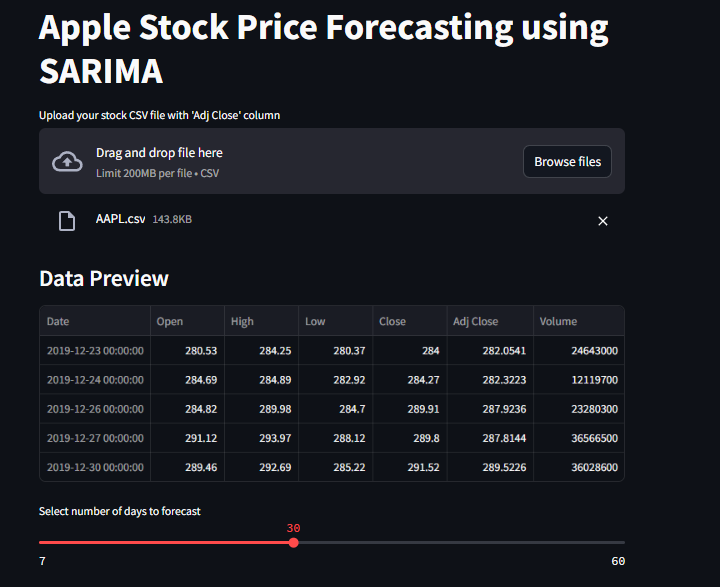 Apple Stock Price Forecasting using
SARIMA
Upload your stock CSV file with 'Adj Close' column
Drag and drop file here
Limit 200MB per file • CSV
Browse files
AAPL.csv 143.8KB
Data Preview
Date Open High Low Close Adj Close Volume
2019-12-23 00:00:00 280.53 284.25 280.37 284 282.0541 24643000
2019-12-24 00:00:00 284.69 284.89 282.92 284.27 282.3223 12119700
2019-12-26 00:00:00 284.82 289.98 284.7 289.91 287.9236 23280300
2019-12-27 00:00:00 291.12 293.97 288.12 289.8 287.8144 36566500
2019-12-30 00:00:00 289.46 292.69 285.22 291.52 289.5226 36028600
Select number of days to forecast
30
7 60